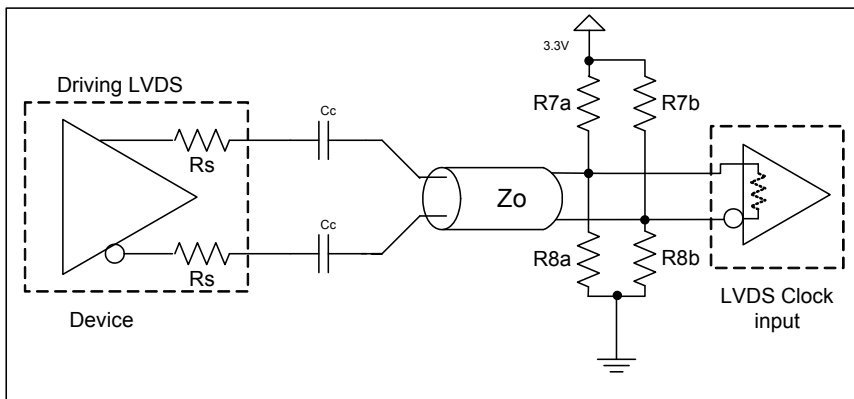 3.3V
Driving LVDS
R7a
R7b
Cc
Rs
Zo
Cc
Rs
R8a
R8b
LVDS Clock
input
Device